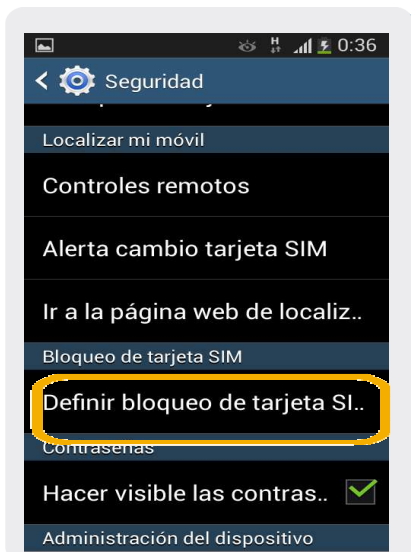 H 0:36
< Seguridad
Localizar mi móvil
Controles remotos
Alerta cambio tarjeta SIM
Ir a la página web de localiz..
Bloqueo de tarjeta SIM
Definir bloqueo de tarjeta SI..
Contraseñas
Hacer visible las contras..
Administración del dispositivo